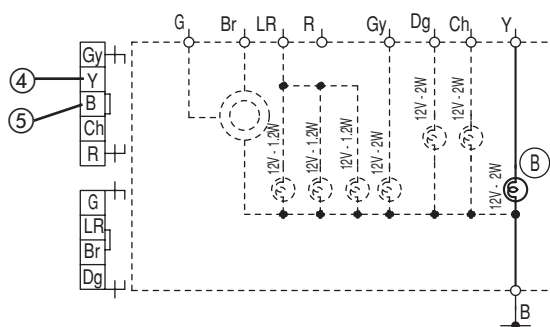 G Br LR R Gy Dg Ch Y
Gy
④ Y
⑤ B
Ch
R
G
LR
Br
Dg
12V - 1.2W
12V - 1.2W
12V - 1.2W
12V - 2W
12V - 2W
12V - 2W
12V - 2W
B
B